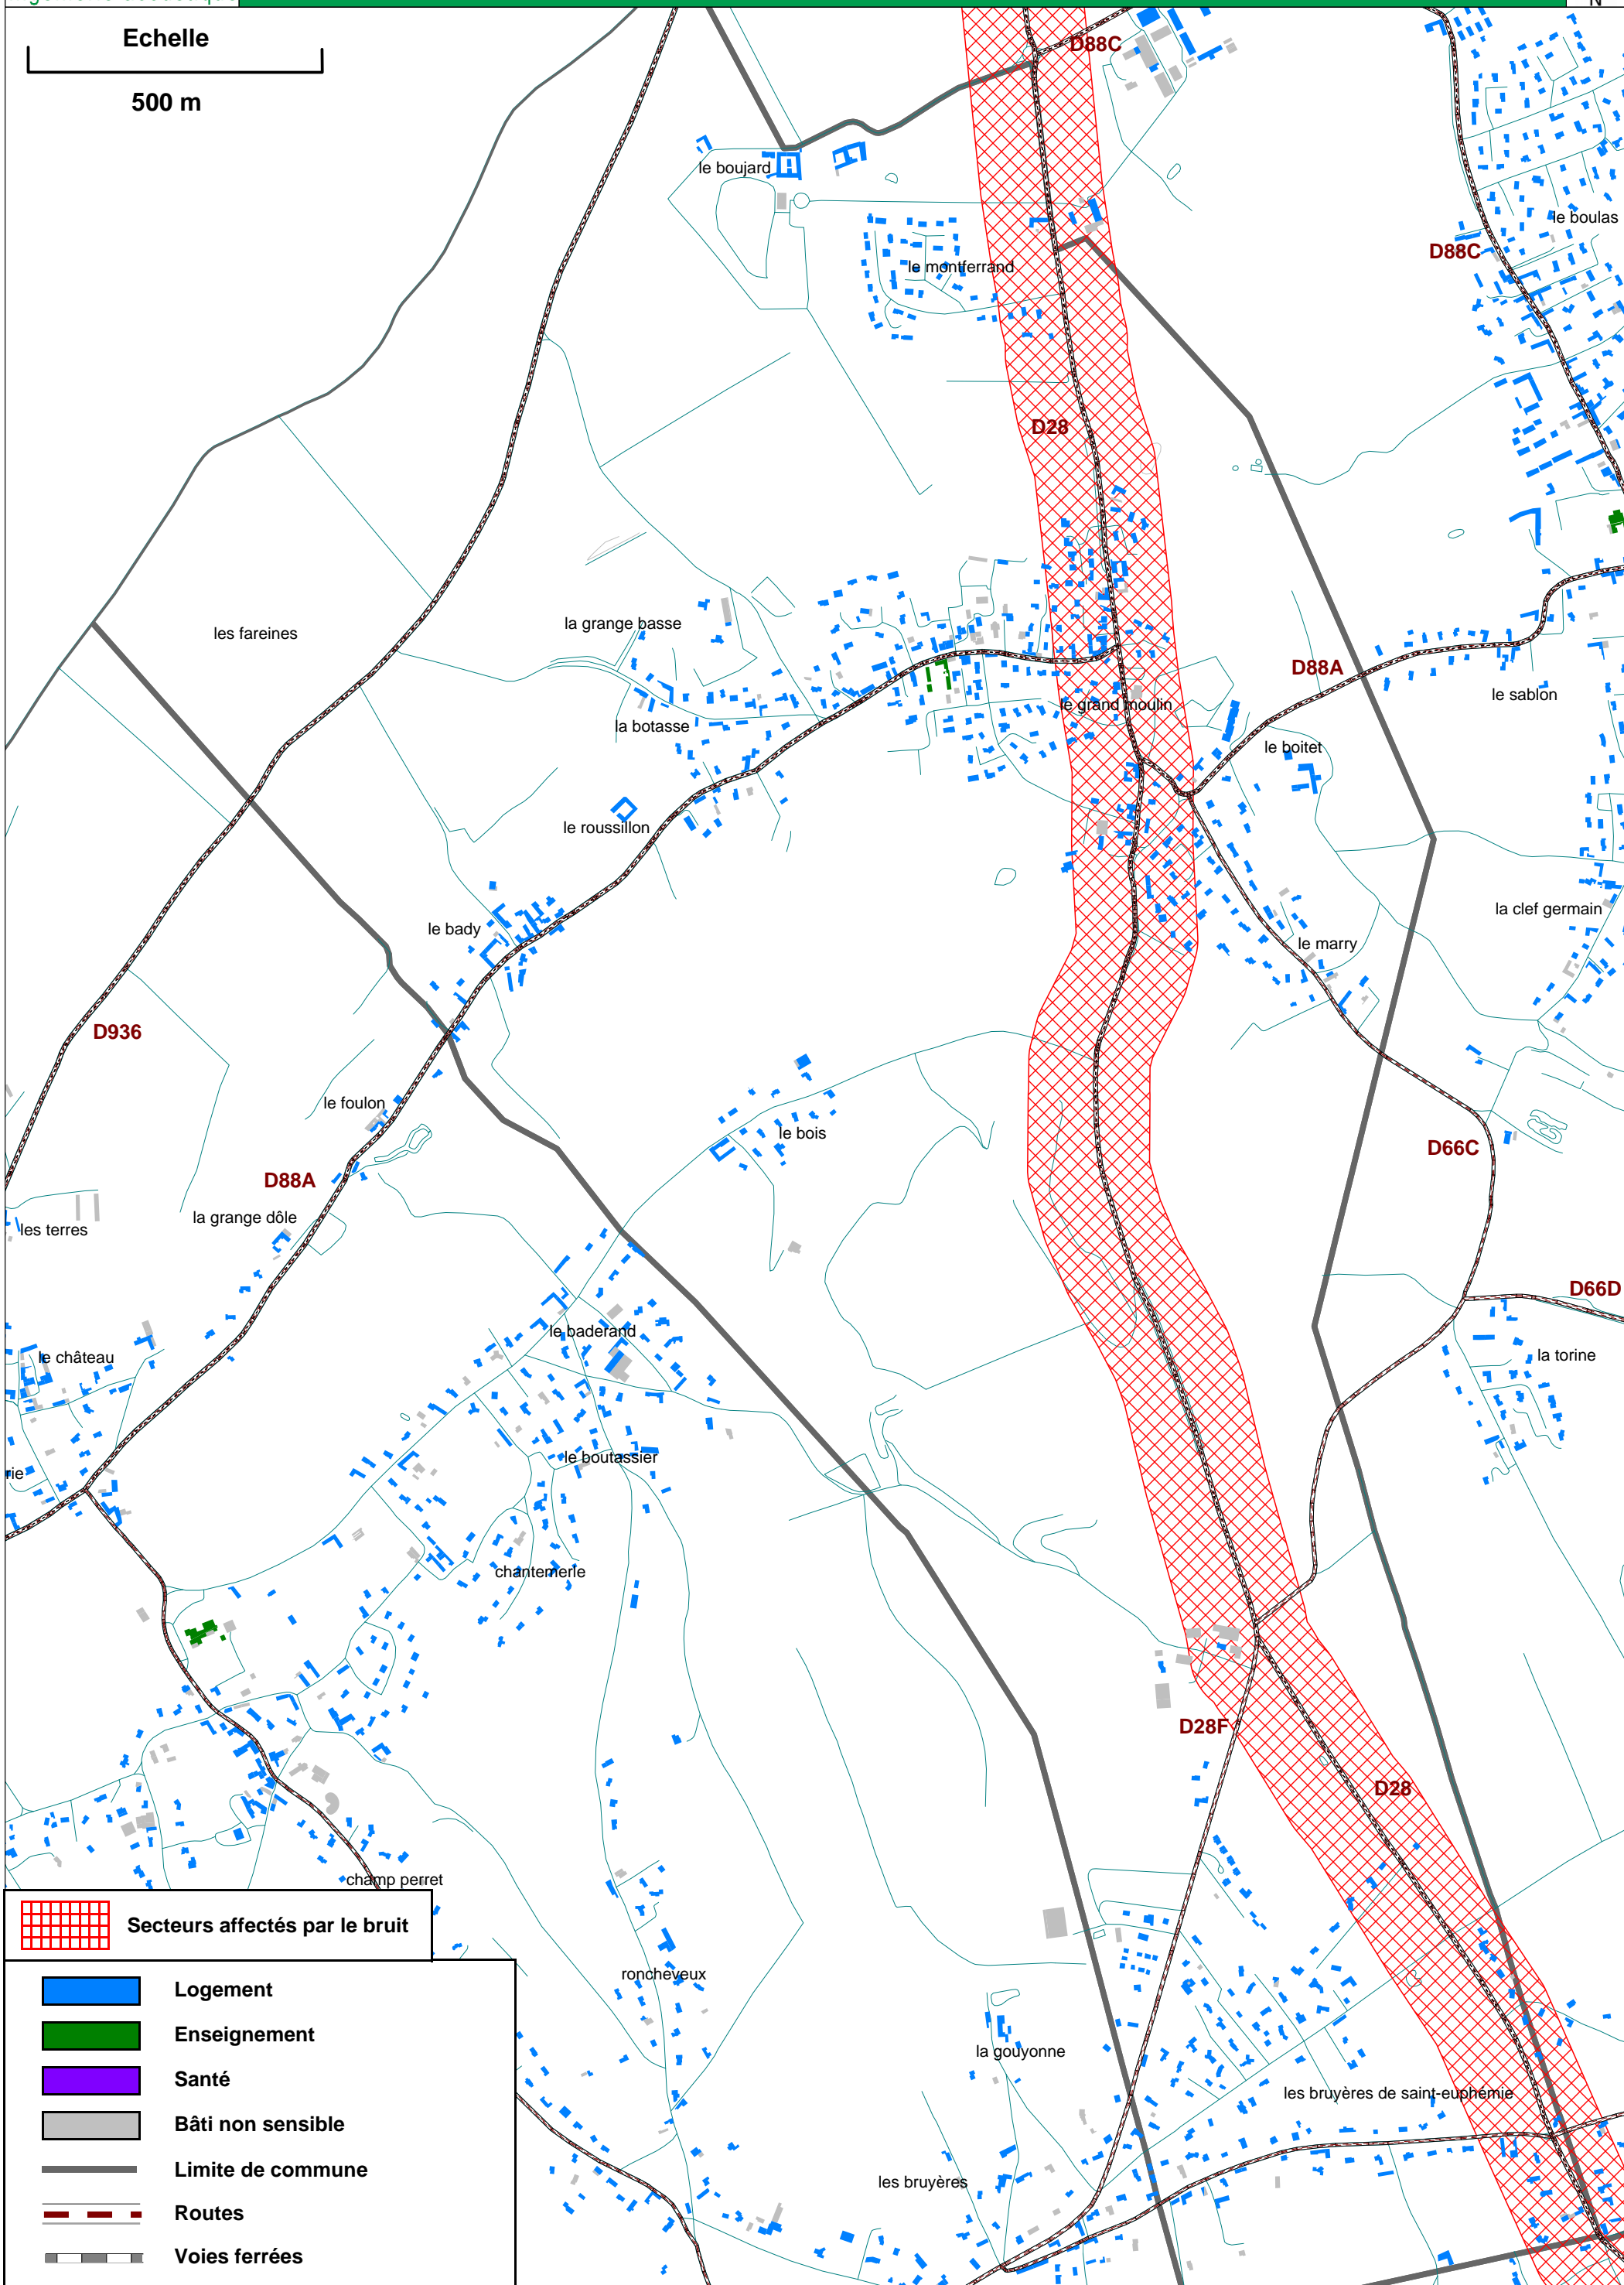 Echelle
500 m
N
D88C
le boujard
le boulas
D88C
le montferrand
D28
les fareines
la grange basse
D88A
le sablon
le grand moulin
la botasse
le boitet
le roussillon
la clef germain
le bady
le marry
D936
le foulon
le bois
D66C
D88A
la grange dôle
les terres
D66D
le baderand
le château
la torine
le boutassier
rie
chantemerle
D28F
D28
champ perret
Secteurs affectés par le bruit
roncheveux
Logement
Enseignement
la gouyonne
Santé
les bruyères de saint-euphémie
Bâti non sensible
Limite de commune
les bruyères
Routes
Voies ferrées